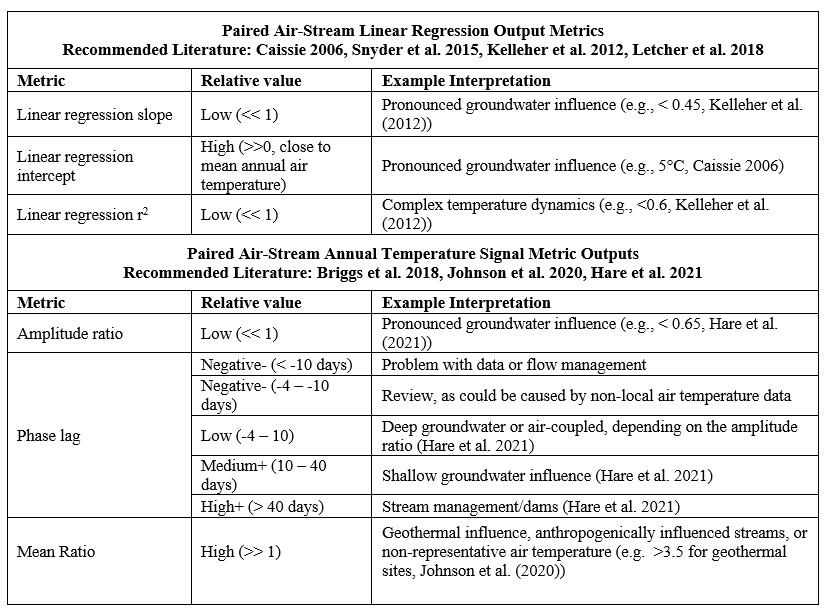 Paired Air-Stream Linear Regression Output Metrics
Recommended Literature: Caissie 2006, Snyder et al. 2015, Kelleher et al. 2012, Letcher et al. 2018
Metric Relative value Example Interpretation
Linear regression slope Low (<< 1) Pronounced groundwater influence (e.g., < 0.45, Kelleher et al.
(2012))
Linear regression
intercept
High (>>0, close to
mean annual air
temperature)
Pronounced groundwater influence (e.g., 5°C, Caissie 2006)
Linear regression r² Low (<< 1) Complex temperature dynamics (e.g., <0.6, Kelleher et al.
(2012))
Paired Air-Stream Annual Temperature Signal Metric Outputs
Recommended Literature: Briggs et al. 2018, Johnson et al. 2020, Hare et al. 2021
Metric Relative value Example Interpretation
Amplitude ratio Low (<< 1) Pronounced groundwater influence (e.g., < 0.65, Hare et al.
(2021))
Phase lag
Negative- (< -10 days) Problem with data or flow management
Negative- (-4 – -10
days)
Review, as could be caused by non-local air temperature data
Low (-4 – 10) Deep groundwater or air-coupled, depending on the amplitude
ratio (Hare et al. 2021)
Medium+ (10 – 40
days)
Shallow groundwater influence (Hare et al. 2021)
High+ (> 40 days) Stream management/dams (Hare et al. 2021)
Mean Ratio High (>> 1) Geothermal influence, anthropogenically influenced streams, or
non-representative air temperature (e.g. >3.5 for geothermal
sites, Johnson et al. (2020))